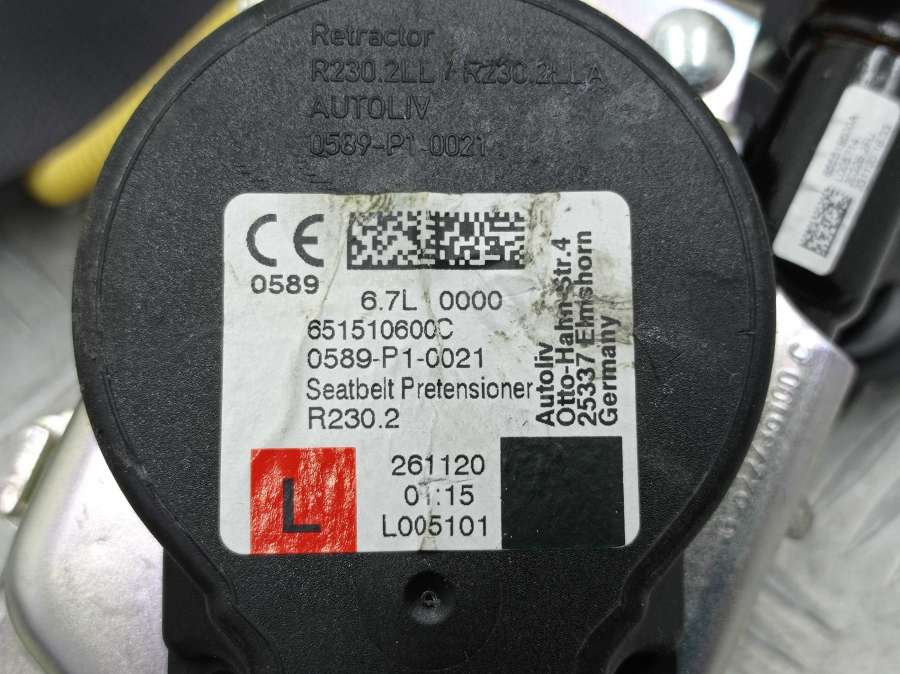 Retractor
R230.2LL / R230.2LLA
AUTOLIV
0589-P1-0021
CE
0589
6.7L 0000
651510600C
0589-P1-0021
Seatbelt Pretensioner
R230.2
Autoliv
Otto-Hahn-Str.4
25337 Elmshorn
Germany
L
261120
01:15
L005101